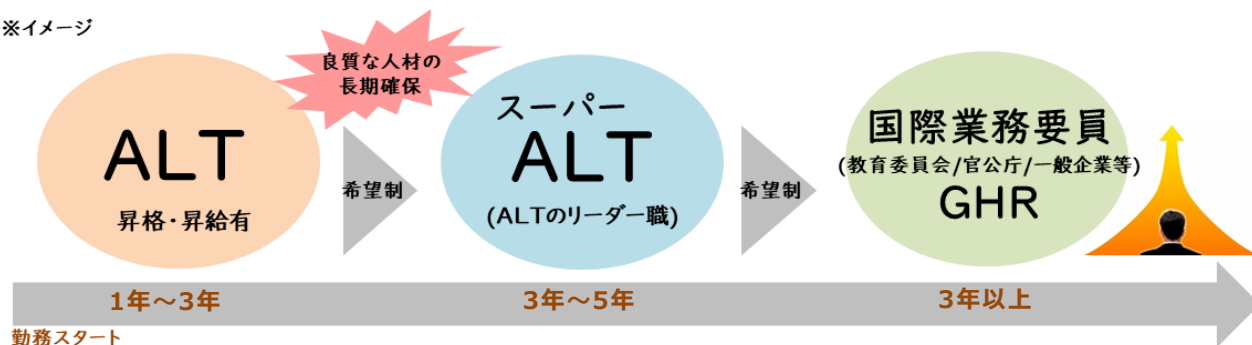 ※イメージ
良質な人材の
長期確保
ALT
昇格・昇給有
希望制
スーパー
ALT
(ALTのリーダー職)
希望制
国際業務要員
(教育委員会/官公庁/一般企業等)
GHR
1年～3年
3年～5年
3年以上
勤務スタート